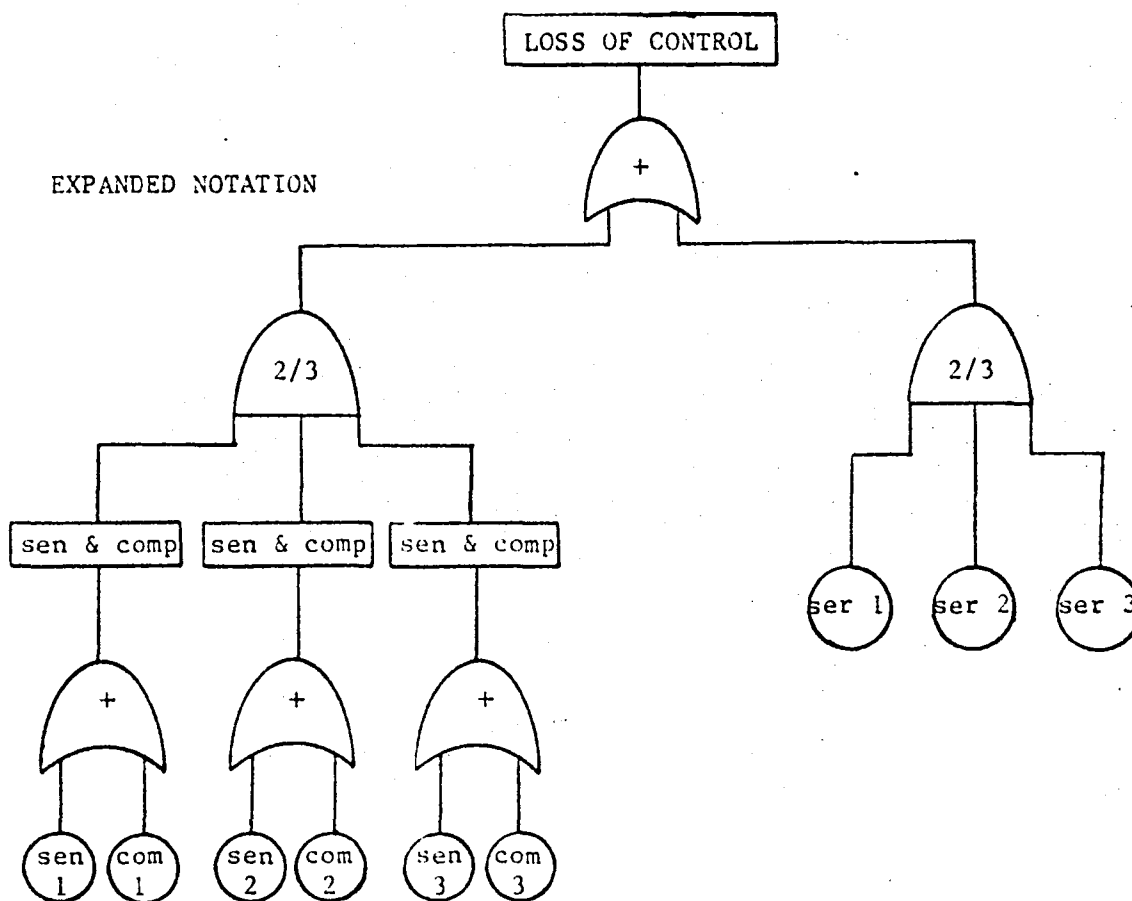 LOSS OF CONTROL
+
EXPANDED NOTATION
2/3
2/3
sen & comp
sen & comp
sen & comp
ser 1
ser 2
ser 3
+
+
+
sen
1
com
1
sen
2
com
2
sen
3
com
3